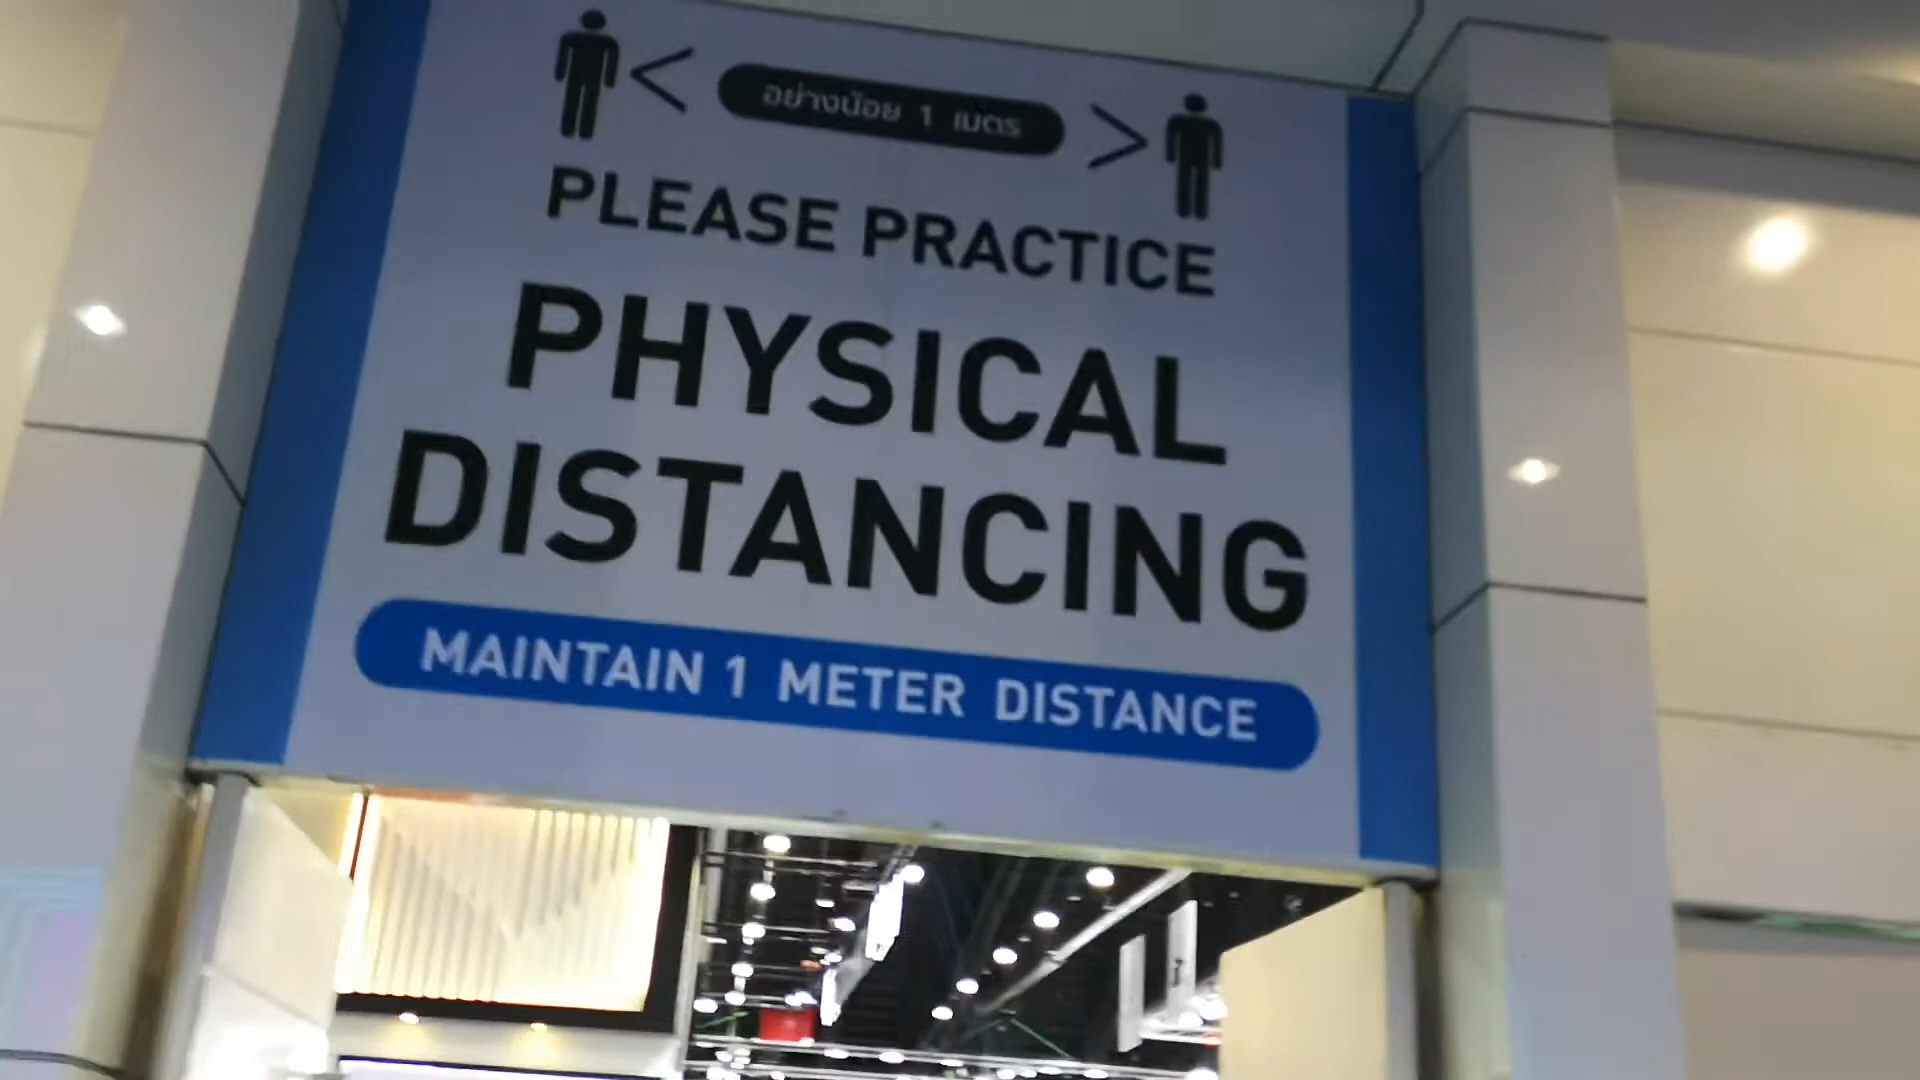 อย่างน้อย 1 เมตร
PLEASE PRACTICE
PHYSICAL
DISTANCING
MAINTAIN 1 METER DISTANCE